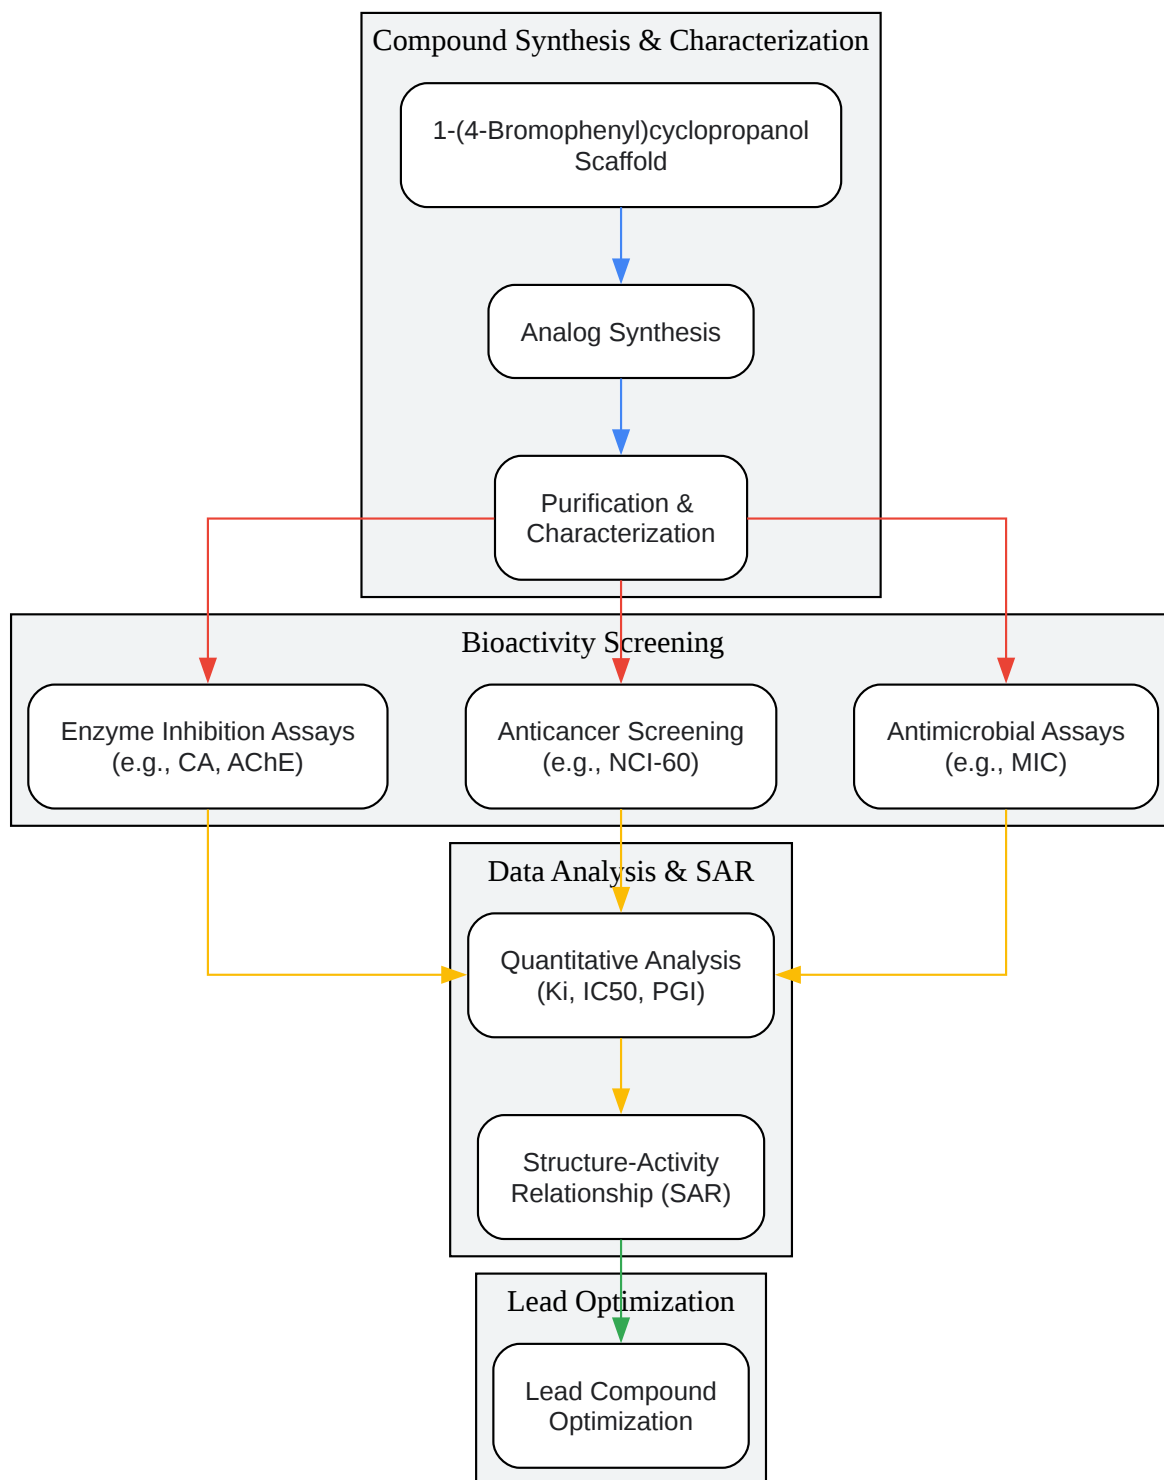 Compound Synthesis & Characterization
1-(4-Bromophenyl)cyclopropanol
Scaffold
Analog Synthesis
Purification &
Characterization
Bioactivity Screening
Enzyme Inhibition Assays
(e.g., CA, AChE)
Anticancer Screening
(e.g., NCI-60)
Antimicrobial Assays
(e.g., MIC)
Data Analysis & SAR
Quantitative Analysis
(Ki, IC50, PGI)
Structure-Activity
Relationship (SAR)
Lead Optimization
Lead Compound
Optimization